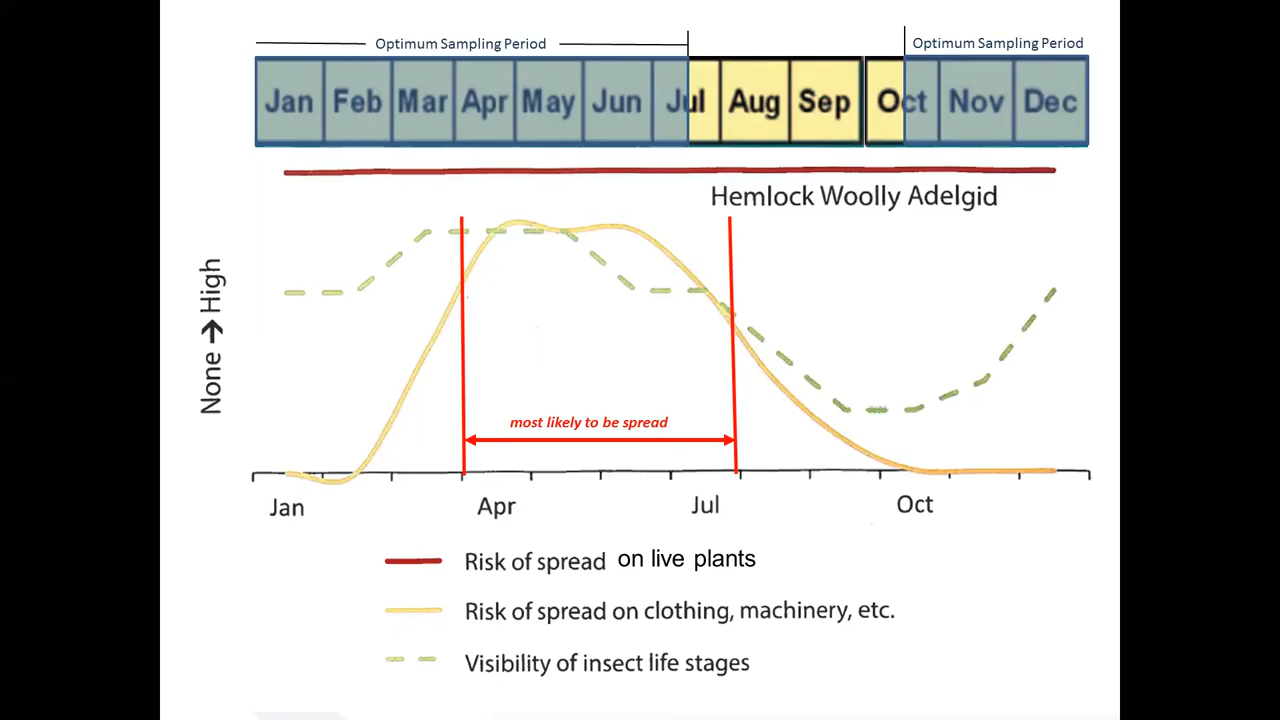 Optimum Sampling Period
Optimum Sampling Period
Jan Feb Mar Apr May Jun Jul Aug Sep Oct Nov Dec
Hemlock Woolly Adelgid
None → High
most likely to be spread
Jan Apr Jul Oct
Risk of spread on live plants
Risk of spread on clothing, machinery, etc.
Visibility of insect life stages